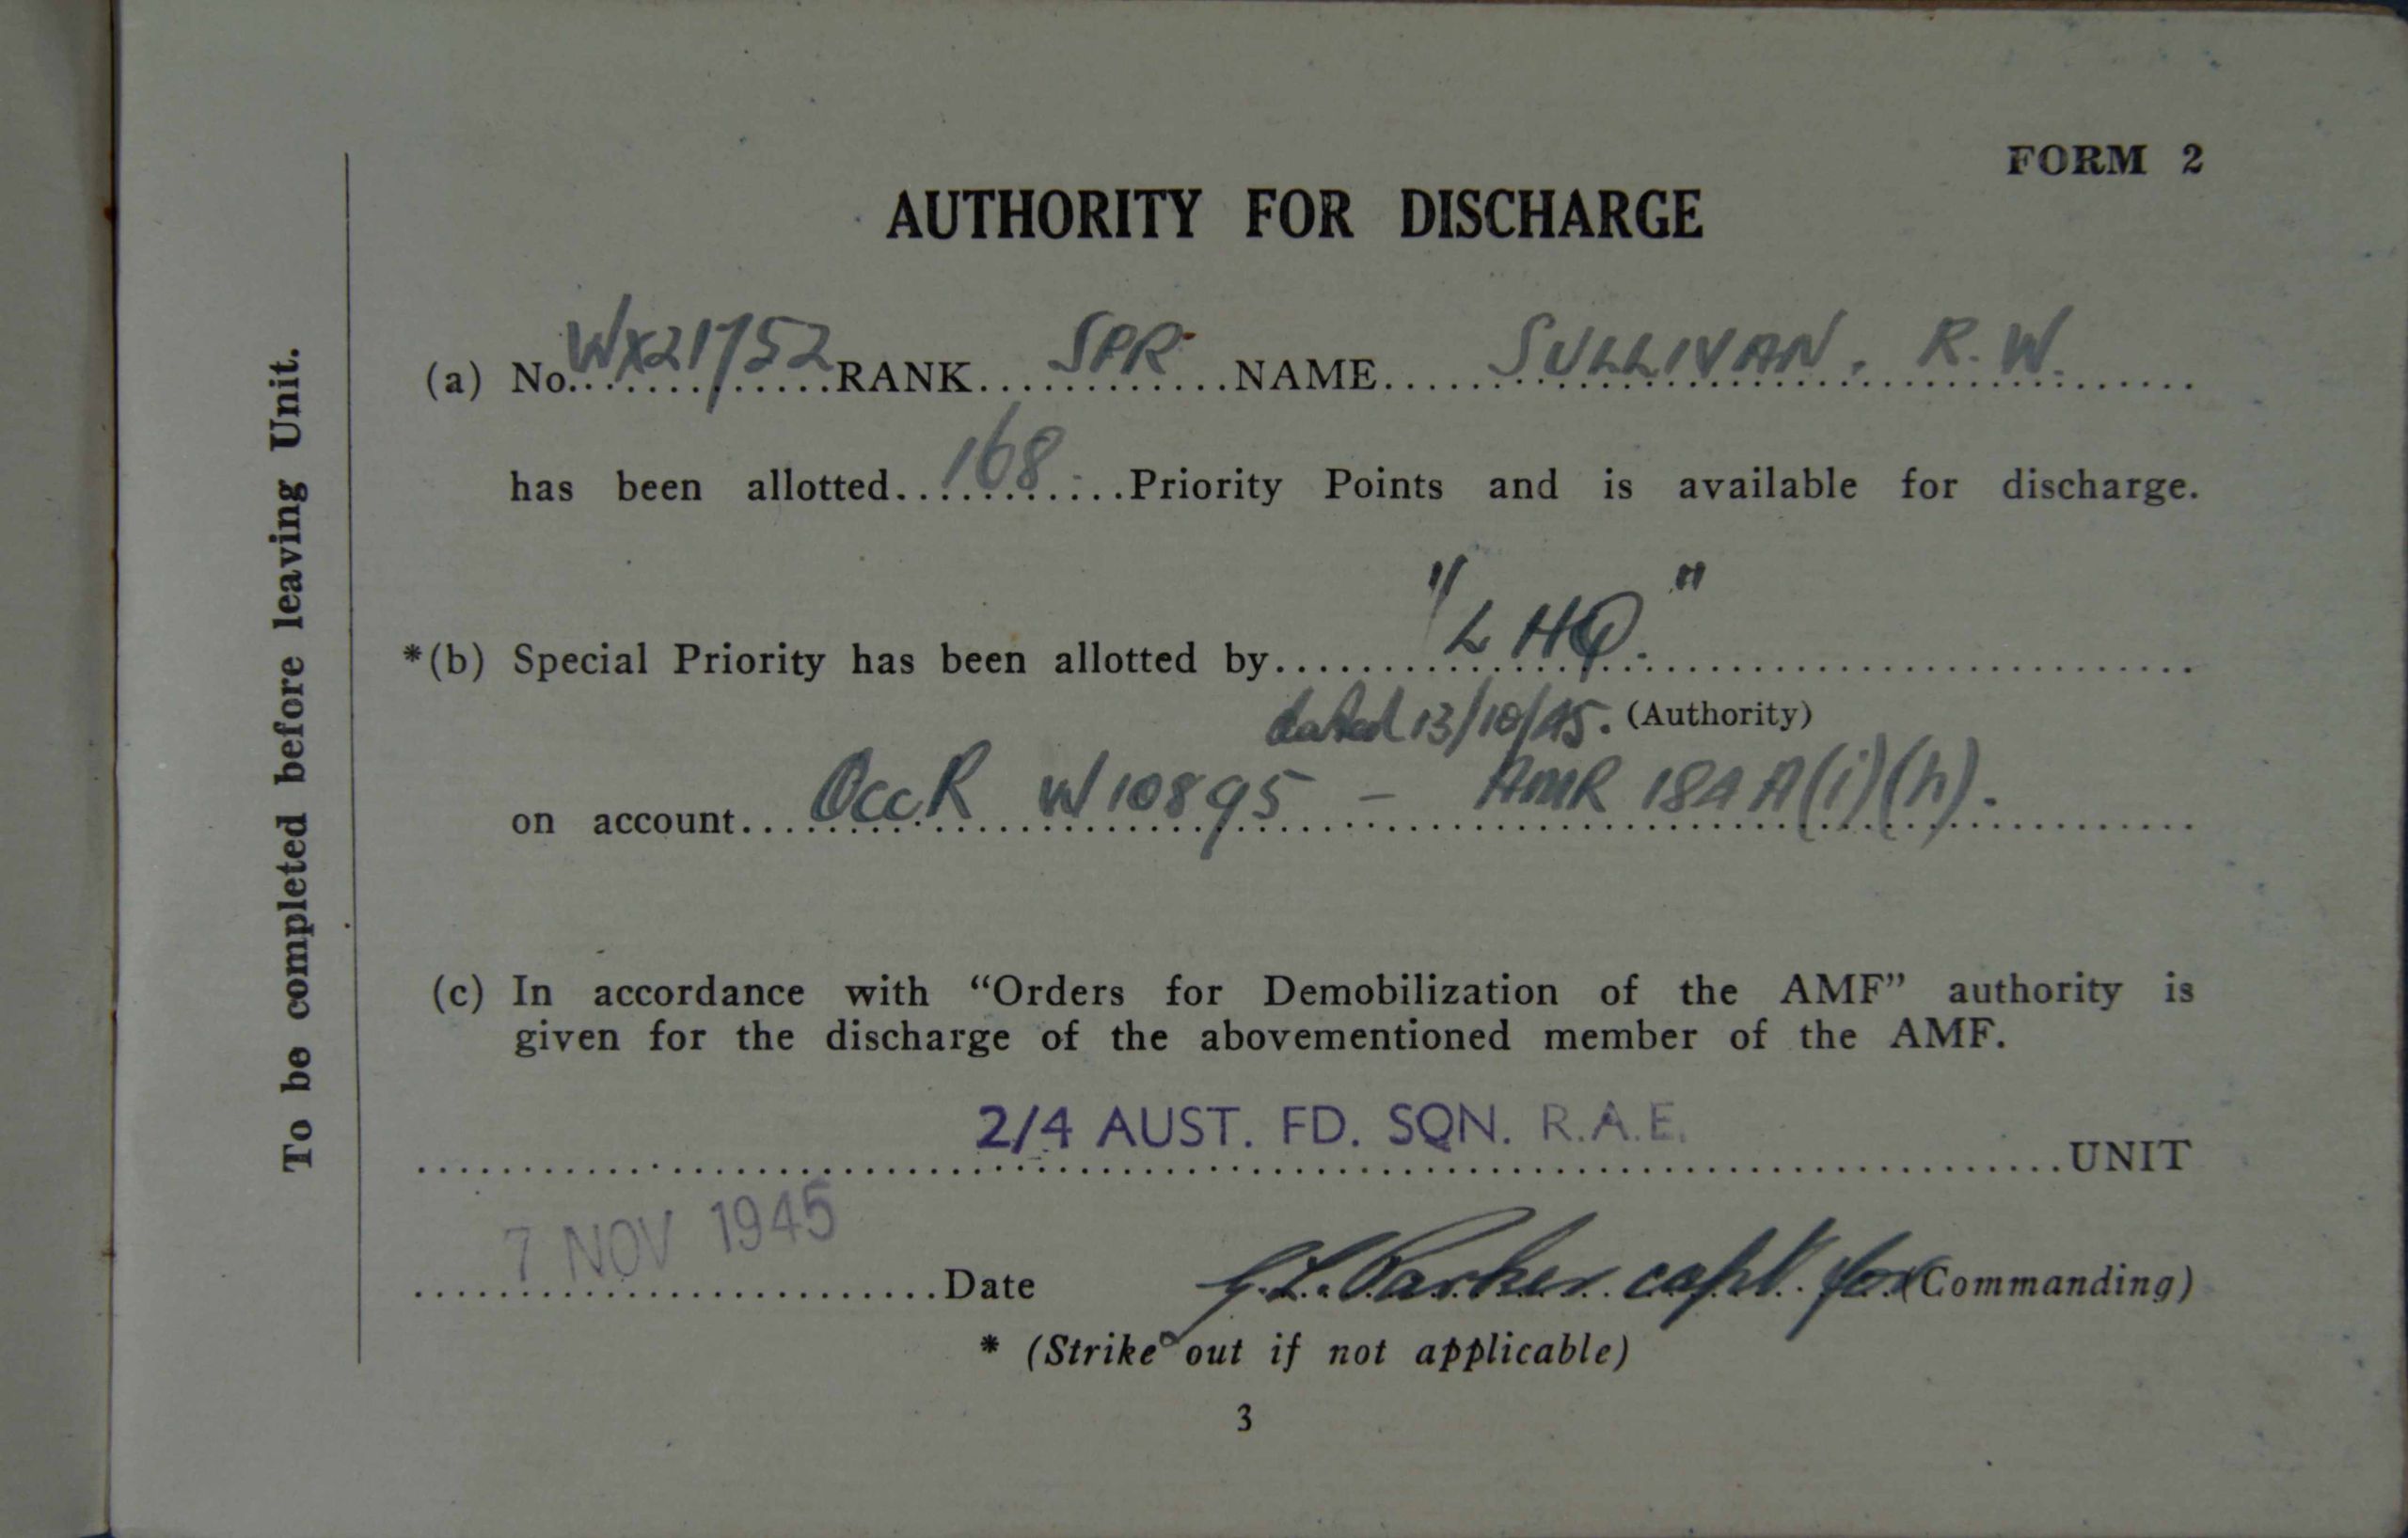 FORM 2
AUTHORITY FOR DISCHARGE
To be completed before leaving Unit.
(a) No. WX21752 RANK SPR NAME SULLIVAN. R.W.
has been allotted 168 Priority Points and is available for discharge.
*(b) Special Priority has been allotted by "LHQ."
dated 13/10/45. (Authority)
on account OccR W10895 - AMR 184 A(i)(h).
(c) In accordance with “Orders for Demobilization of the AMF” authority is
given for the discharge of the abovementioned member of the AMF.
2/4 AUST. FD. SQN. R.A.E. UNIT
7 NOV 1945 Date G.L. Parker capt. for (Commanding)
* (Strike out if not applicable)
3